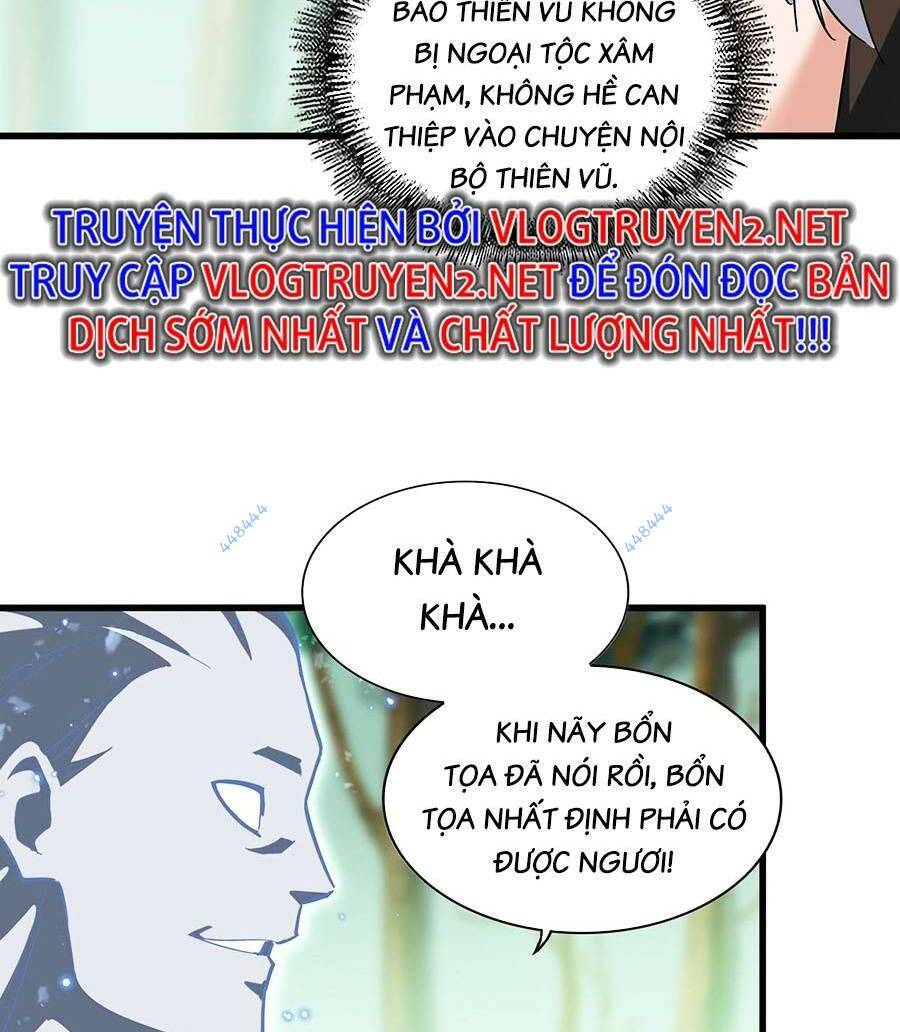 BẢO THIÊN VŨ KHÔNG
BỊ NGOẠI TỘC XÂM
PHẠM, KHÔNG HỀ CAN
THIỆP VÀO CHUYỆN NỘI
BỘ THIÊN VŨ.
TRUYỆN THỰC HIỆN BỞI VLOGTRUYEN2.NET
TRUY CẬP VLOGTRUYEN2.NET ĐỂ ĐÓN ĐỌC BẢN
DỊCH SỚM NHẤT VÀ CHẤT LƯỢNG NHẤT!!!
448444
448444
KHÀ KHÀ
KHÀ...
KHI NÃY BỔN
TỌA ĐÃ NÓI RỒI, BỔN
TỌA NHẤT ĐỊNH PHẢI CÓ
ĐƯỢC NGƯƠI!